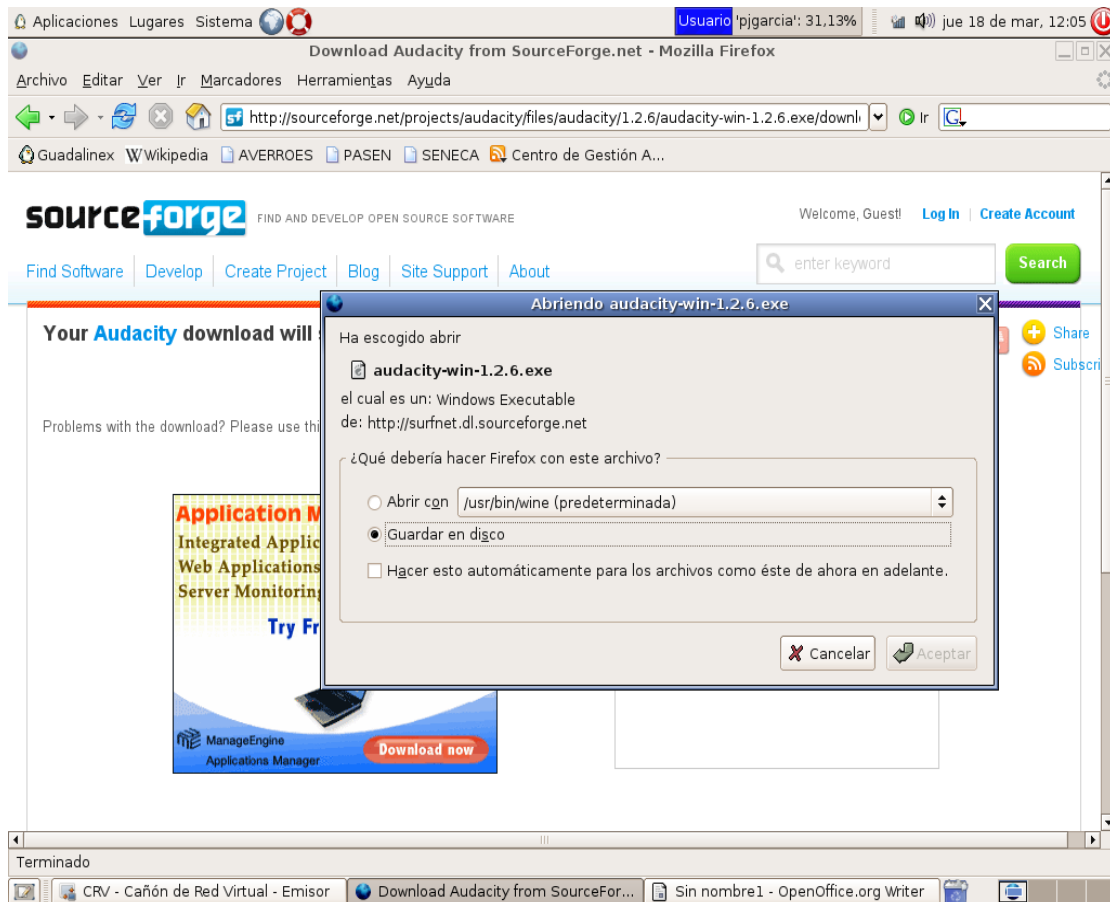 Aplicaciones Lugares Sistema
Usuario 'pjgarcia': 31,13%
jue 18 de mar, 12:05
Download Audacity from SourceForge.net - Mozilla Firefox
Archivo Editar Ver Ir Marcadores Herramientas Ayuda
http://sourceforge.net/projects/audacity/files/audacity/1.2.6/audacity-win-1.2.6.exe/downl
Ir
G
Guadalinex Wikipedia AVERROES PASEN SENECA Centro de Gestión A...
sourceforge FIND AND DEVELOP OPEN SOURCE SOFTWARE
Welcome, Guest! Log In Create Account
Find Software Develop Create Project Blog Site Support About
enter keyword
Search
Abriendo audacity-win-1.2.6.exe
Your Audacity download will
Share
Subscri
Problems with the download? Please use thi
Ha escogido abrir
audacity-win-1.2.6.exe
el cual es un: Windows Executable
de: http://surfnet.dl.sourceforge.net
¿Qué debería hacer Firefox con este archivo?
Abrir con /usr/bin/wine (predeterminada)
Guardar en disco
Hacer esto automáticamente para los archivos como éste de ahora en adelante.
Cancelar Aceptar
Application M
Integrated Applic
Web Applications
Server Monitoring
Try Fr
ManageEngine
Applications Manager
Download now
Terminado
CRV - Cañón de Red Virtual - Emisor
Download Audacity from SourceFor...
Sin nombre1 - OpenOffice.org Writer